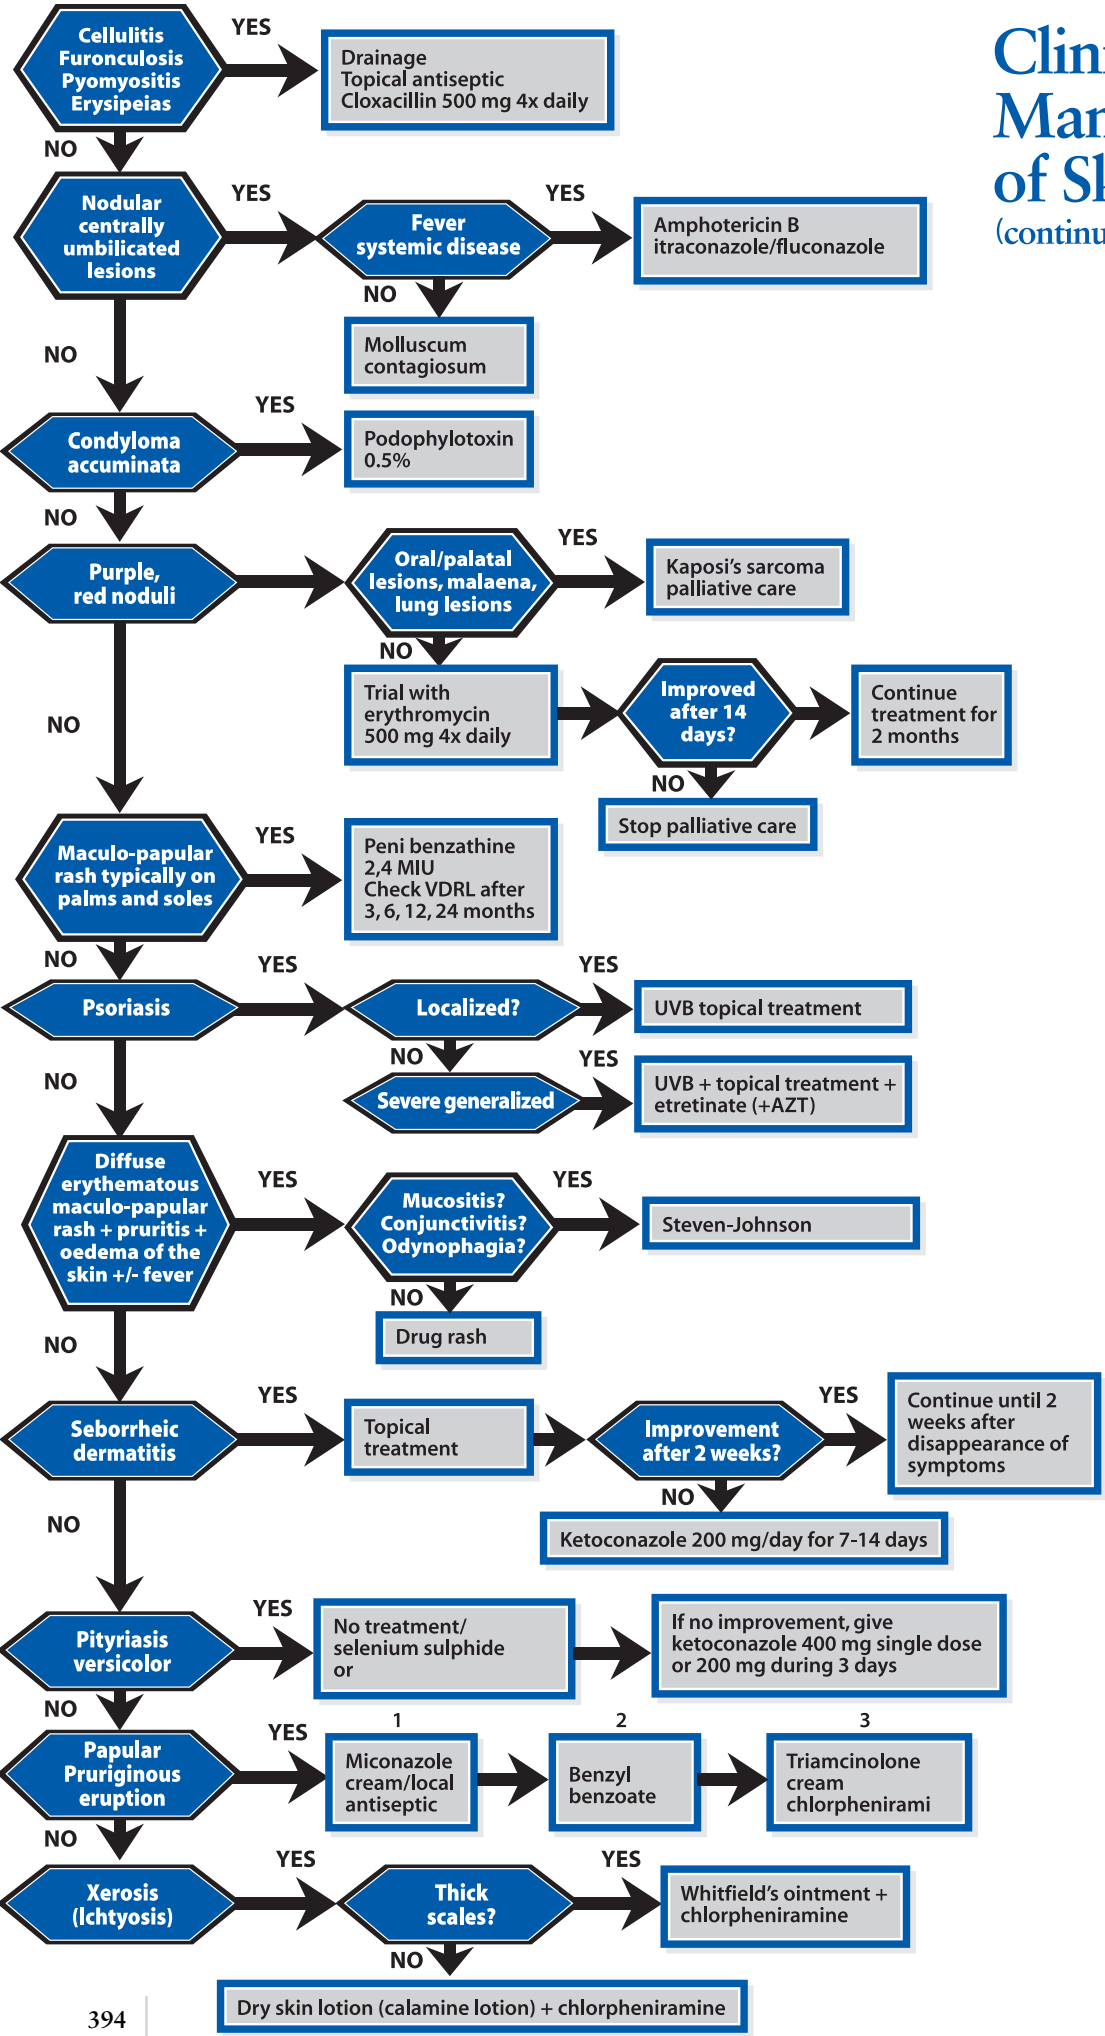 Cellulitis
Furonculosis
Pyomyositis
Erysipeias
YES
Drainage
Topical antiseptic
Cloxacillin 500 mg 4x daily
NO
Nodular
centrally
umbilicated
lesions
YES
Fever
systemic disease
YES
Amphotericin B
itraconazole/fluconazole
NO
Molluscum
contagiosum
NO
Condyloma
accuminata
YES
Podophylotoxin
0.5%
NO
Purple,
red noduli
Oral/palatal
lesions, malaena,
lung lesions
YES
Kaposi's sarcoma
palliative care
NO
Trial with
erythromycin
500 mg 4x daily
Improved
after 14
days?
Continue
treatment for
2 months
NO
Stop palliative care
NO
Maculo-papular
rash typically on
palms and soles
YES
Peni benzathine
2,4 MIU
Check VDRL after
3, 6, 12, 24 months
NO
Psoriasis
YES
Localized?
YES
UVB topical treatment
NO
Severe generalized
YES
UVB + topical treatment +
etretinate (+AZT)
NO
Diffuse
erythematous
maculo-papular
rash + pruritis +
oedema of the
skin +/- fever
YES
Mucositis?
Conjunctivitis?
Odynophagia?
YES
Steven-Johnson
NO
Drug rash
NO
Seborrheic
dermatitis
YES
Topical
treatment
Improvement
after 2 weeks?
YES
Continue until 2
weeks after
disappearance of
symptoms
NO
Ketoconazole 200 mg/day for 7-14 days
NO
Pityriasis
versicolor
YES
No treatment/
selenium sulphide
or
If no improvement, give
ketoconazole 400 mg single dose
or 200 mg during 3 days
NO
Papular
Pruriginous
eruption
YES
1
Miconazole
cream/local
antiseptic
2
Benzyl
benzoate
3
Triamcinolone
cream
chlorphenirami
NO
Xerosis
(Ichtyosis)
YES
Thick
scales?
YES
Whitfield's ointment +
chlorpheniramine
NO
Dry skin lotion (calamine lotion) + chlorpheniramine
394
of